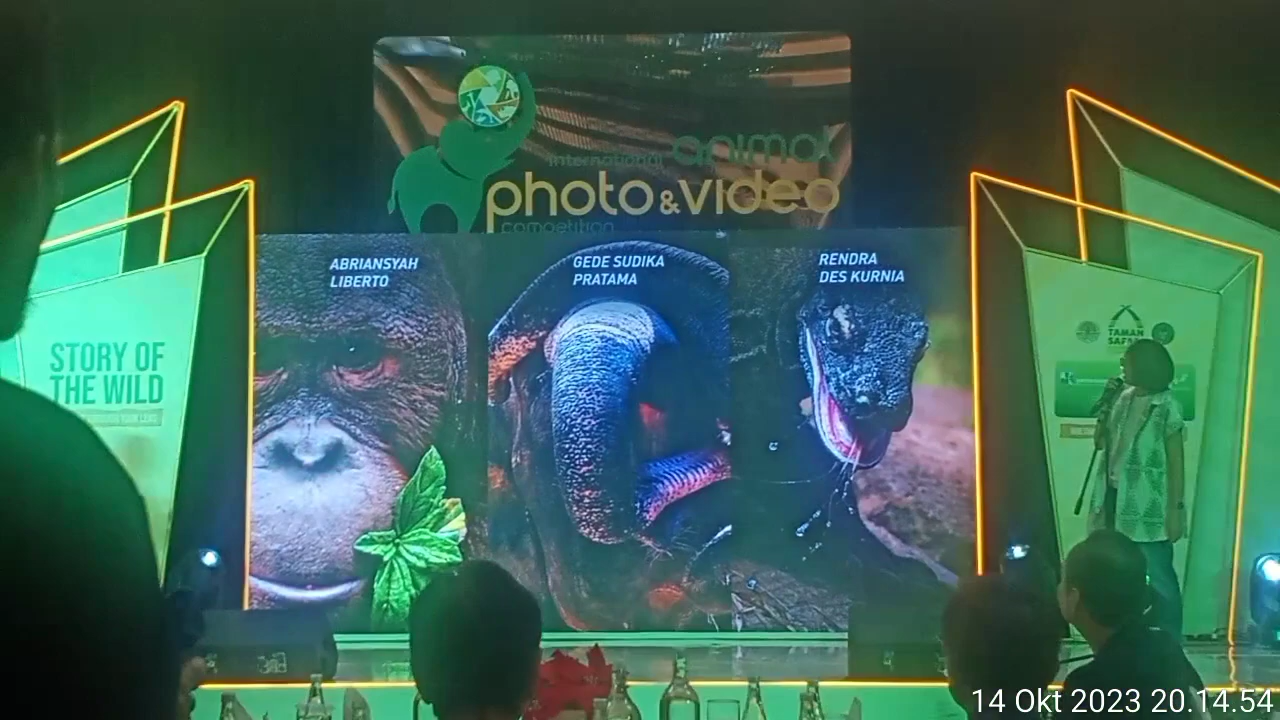 international animal
photo&video
competition
ABRIANSYAH
LIBERTO
GEDE SUDIKA
PRATAMA
RENDRA
DES KURNIA
STORY OF
THE WILD
TAMAN
SAFARI
14 Okt 2023 20.14.54